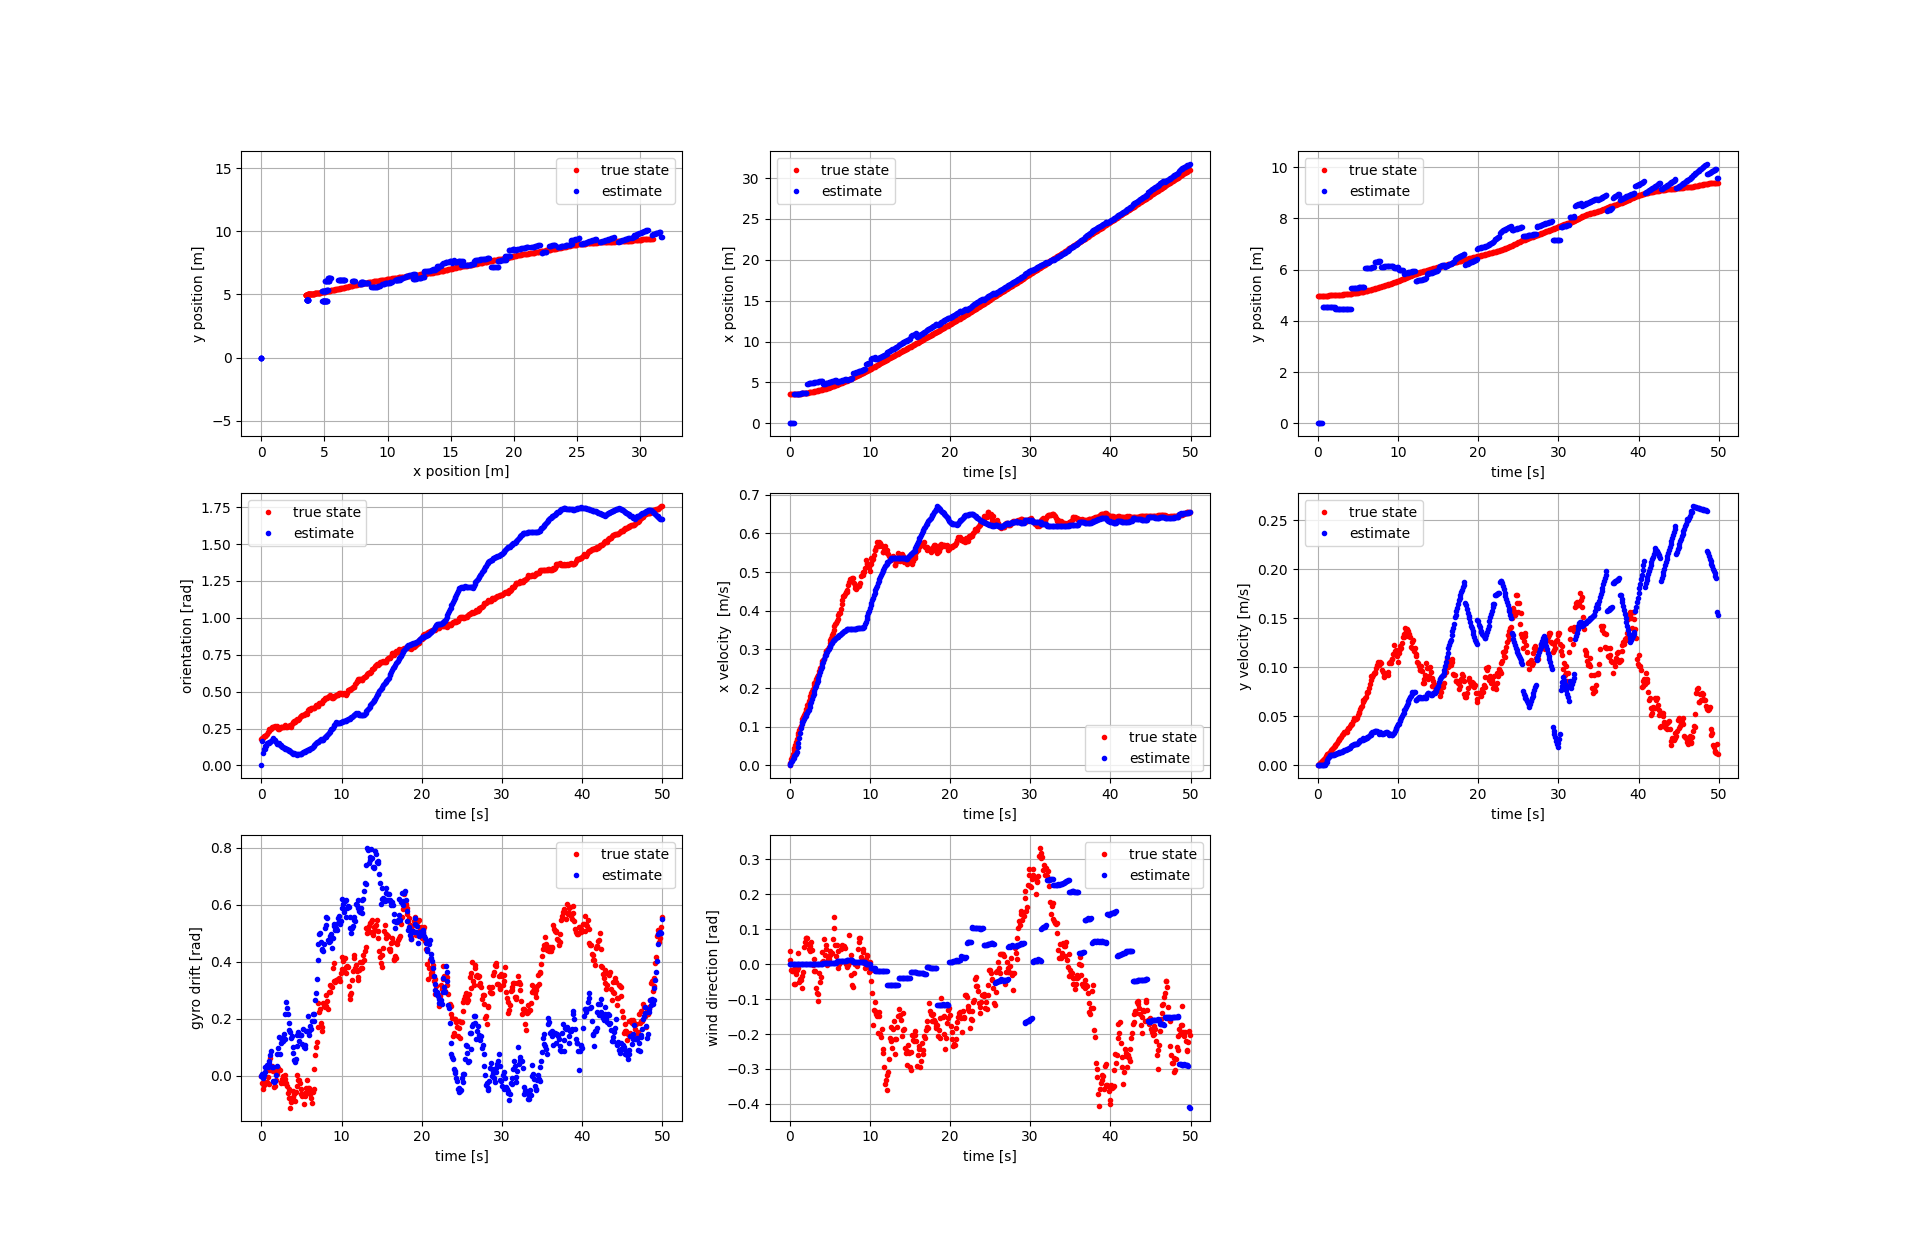 true state
estimate
15
10
5
0
−5
y position [m]
0 5 10 15 20 25 30
x position [m]
true state
estimate
30
25
20
15
10
5
0
x position [m]
0 10 20 30 40 50
time [s]
true state
estimate
10
8
6
4
2
0
y position [m]
0 10 20 30 40 50
time [s]
true state
estimate
1.75
1.50
1.25
1.00
0.75
0.50
0.25
0.00
orientation [rad]
0 10 20 30 40 50
time [s]
0.7
0.6
0.5
0.4
0.3
0.2
0.1
0.0
x velocity [m/s]
true state
estimate
0 10 20 30 40 50
time [s]
true state
estimate
0.25
0.20
0.15
0.10
0.05
0.00
y velocity [m/s]
0 10 20 30 40 50
time [s]
true state
estimate
0.8
0.6
0.4
0.2
0.0
gyro drift [rad]
0 10 20 30 40 50
time [s]
true state
estimate
0.3
0.2
0.1
0.0
−0.1
−0.2
−0.3
−0.4
wind direction [rad]
0 10 20 30 40 50
time [s]